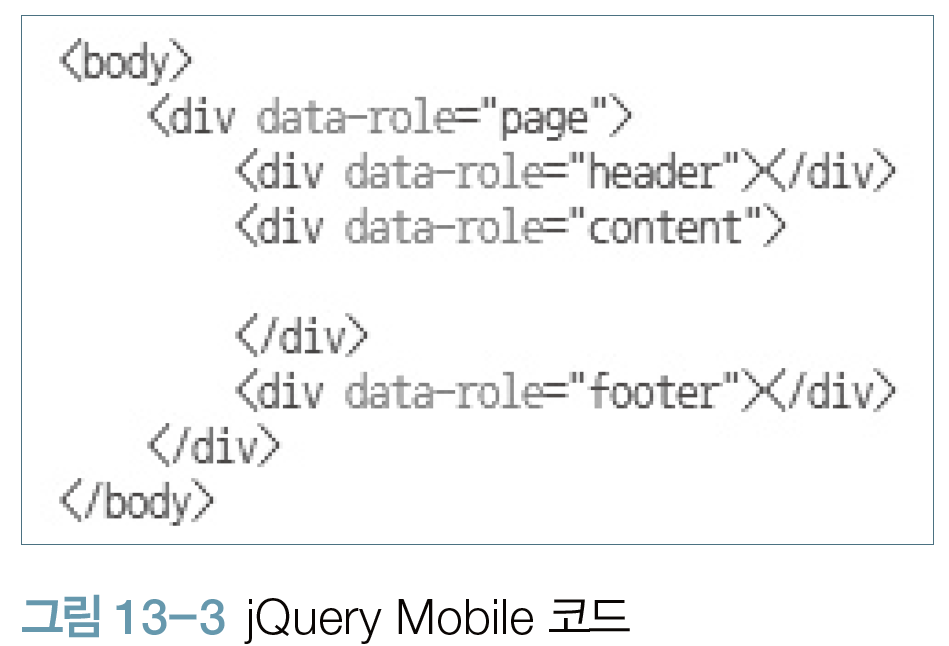 <body>
<div data-role="page">
<div data-role="header"></div>
<div data-role="content">
</div>
<div data-role="footer"></div>
</div>
</body>
그림 13-3 jQuery Mobile 코드